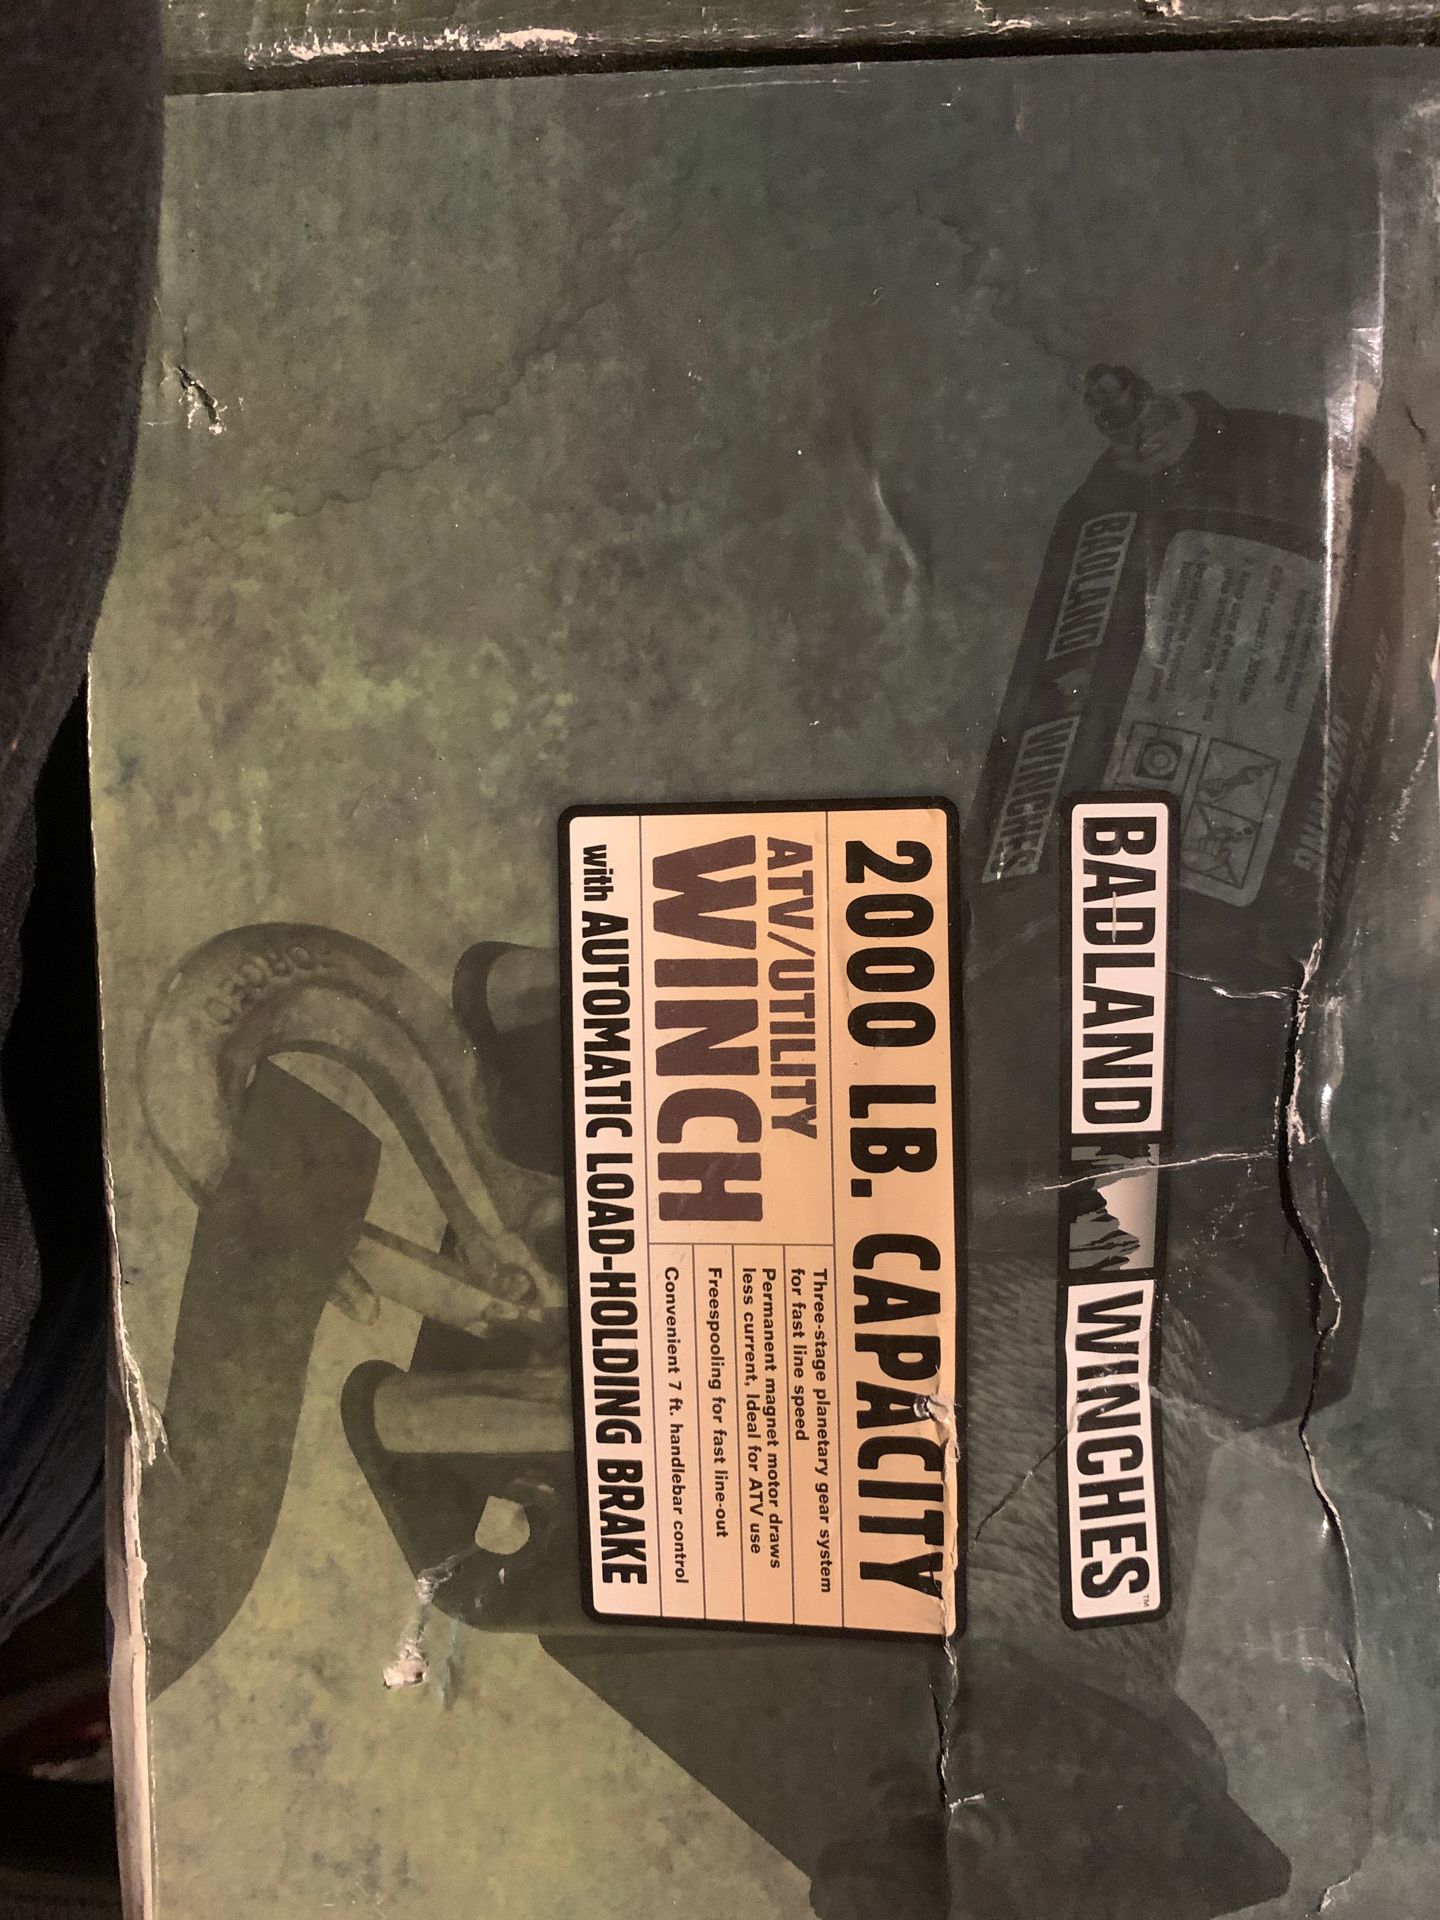 BADLAND WINCHES™
2000 LB. CAPACITY
ATV/UTILITY
WINCH
Three-stage planetary gear system
for fast line speed
Permanent magnet motor draws
less current, Ideal for ATV use
Freespooling for fast line-out
Convenient 7 ft. handlebar control
with AUTOMATIC LOAD-HOLDING BRAKE
BADLAND WINCHES